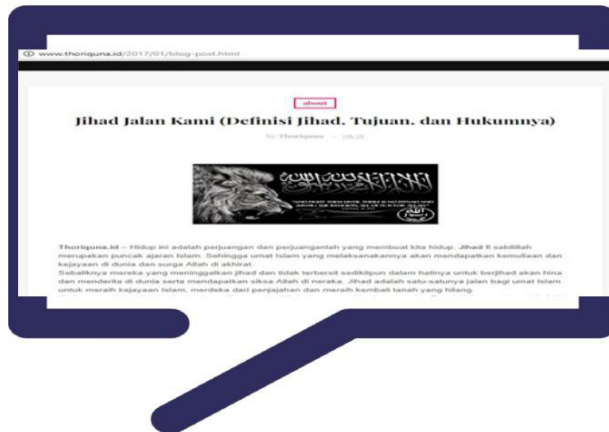 www.thoriquna.id/2017/01/blog-post.html
about
Jihad Jalan Kami (Definisi Jihad, Tujuan, dan Hukumnya)
by Thoriquna
Thoriquna.id – Hidup ini adalah perjuangan dan perjuanganlah yang membuat kita hidup. Jihad fi sabilillah
merupakan puncak ajaran Islam. Sehingga umat Islam yang melaksanakannya akan mendapatkan kemuliaan dan
kejayaan di dunia dan surga Allah di akhirat.
Sebaliknya mereka yang meninggalkan jihad dan tidak terbersit sedikitpun dalam hatinya untuk berjihad akan hina
dan menderita di dunia serta mendapatkan siksa Allah di neraka. Jihad adalah satu-satunya jalan bagi umat Islam
untuk meraih kejayaan Islam, merdeka dari penjajahan dan meraih kembali tanah yang hilang.